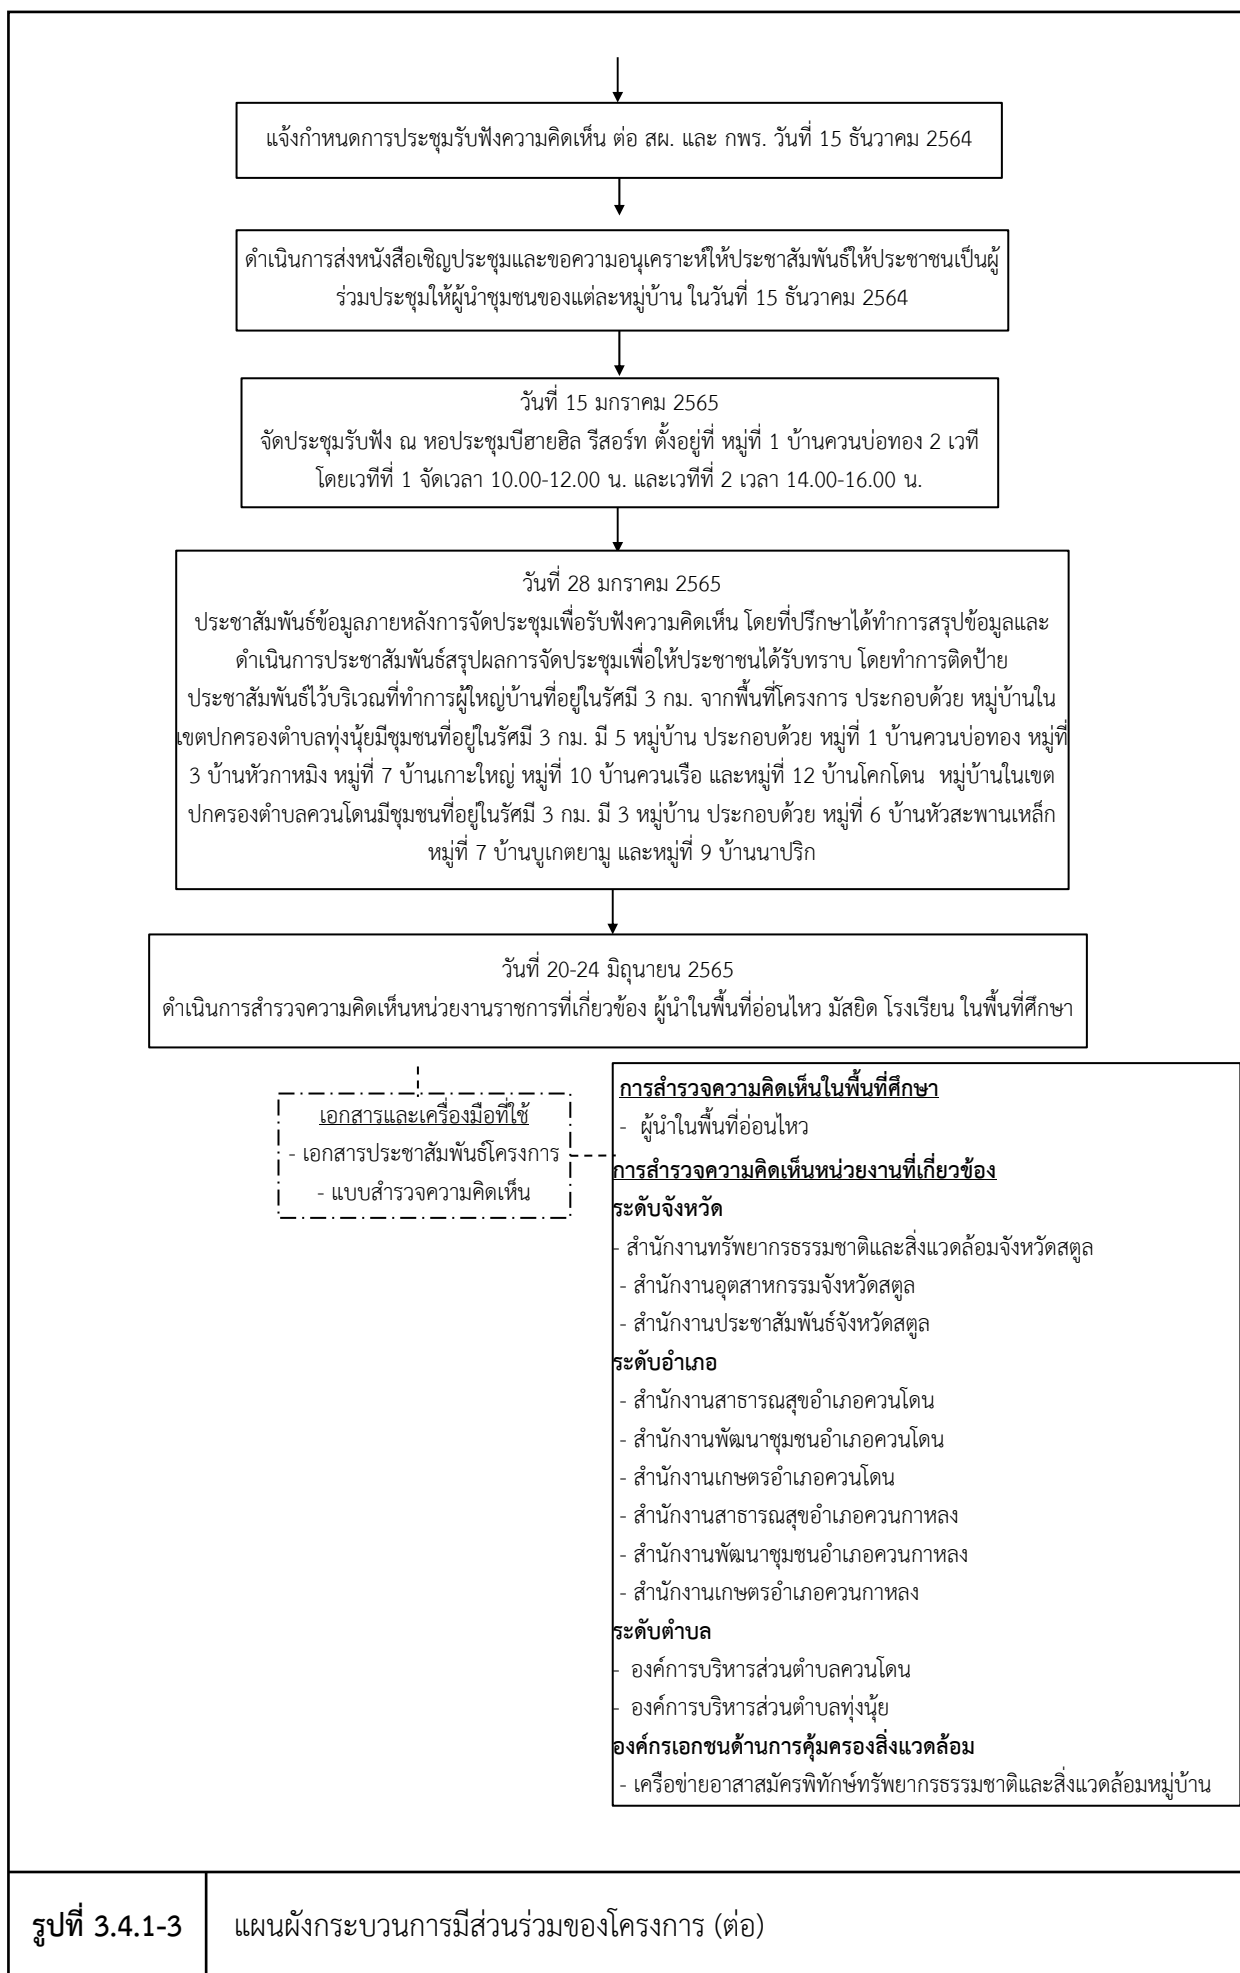 แจ้งกำหนดการประชุมรับฟังความคิดเห็น ต่อ สผ. และ กพร. วันที่ 15 ธันวาคม 2564
ดำเนินการส่งหนังสือเชิญประชุมและขอความอนุเคราะห์ให้ประชาสัมพันธ์ให้ประชาชนเป็นผู้
ร่วมประชุมให้ผู้นำชุมชนของแต่ละหมู่บ้าน ในวันที่ 15 ธันวาคม 2564
วันที่ 15 มกราคม 2565
จัดประชุมรับฟัง ณ หอประชุมบีฮายฮิล รีสอร์ท ตั้งอยู่ที่ หมู่ที่ 1 บ้านควนบ่อทอง 2 เวที
โดยเวทีที่ 1 จัดเวลา 10.00-12.00 น. และเวทีที่ 2 เวลา 14.00-16.00 น.
วันที่ 28 มกราคม 2565
ประชาสัมพันธ์ข้อมูลภายหลังการจัดประชุมเพื่อรับฟังความคิดเห็น โดยที่ปรึกษาได้ทำการสรุปข้อมูลและ
ดำเนินการประชาสัมพันธ์สรุปผลการจัดประชุมเพื่อให้ประชาชนได้รับทราบ โดยทำการติดป้าย
ประชาสัมพันธ์ไว้บริเวณที่ทำการผู้ใหญ่บ้านที่อยู่ในรัศมี 3 กม. จากพื้นที่โครงการ ประกอบด้วย หมู่บ้านใน
เขตปกครองตำบลทุ่งนุ้ยมีชุมชนที่อยู่ในรัศมี 3 กม. มี 5 หมู่บ้าน ประกอบด้วย หมู่ที่ 1 บ้านควนบ่อทอง หมู่ที่
3 บ้านหัวกาหมิง หมู่ที่ 7 บ้านเกาะใหญ่ หมู่ที่ 10 บ้านควนเรือ และหมู่ที่ 12 บ้านโคกโดน หมู่บ้านในเขต
ปกครองตำบลควนโดนมีชุมชนที่อยู่ในรัศมี 3 กม. มี 3 หมู่บ้าน ประกอบด้วย หมู่ที่ 6 บ้านหัวสะพานเหล็ก
หมู่ที่ 7 บ้านบูเกตยามู และหมู่ที่ 9 บ้านนาปริก
วันที่ 20-24 มิถุนายน 2565
ดำเนินการสำรวจความคิดเห็นหน่วยงานราชการที่เกี่ยวข้อง ผู้นำในพื้นที่อ่อนไหว มัสยิด โรงเรียน ในพื้นที่ศึกษา
เอกสารและเครื่องมือที่ใช้
- เอกสารประชาสัมพันธ์โครงการ
- แบบสำรวจความคิดเห็น
การสำรวจความคิดเห็นในพื้นที่ศึกษา
- ผู้นำในพื้นที่อ่อนไหว
การสำรวจความคิดเห็นหน่วยงานที่เกี่ยวข้อง
ระดับจังหวัด
- สำนักงานทรัพยากรธรรมชาติและสิ่งแวดล้อมจังหวัดสตูล
- สำนักงานอุตสาหกรรมจังหวัดสตูล
- สำนักงานประชาสัมพันธ์จังหวัดสตูล
ระดับอำเภอ
- สำนักงานสาธารณสุขอำเภอควนโดน
- สำนักงานพัฒนาชุมชนอำเภอควนโดน
- สำนักงานเกษตรอำเภอควนโดน
- สำนักงานสาธารณสุขอำเภอควนกาหลง
- สำนักงานพัฒนาชุมชนอำเภอควนกาหลง
- สำนักงานเกษตรอำเภอควนกาหลง
ระดับตำบล
- องค์การบริหารส่วนตำบลควนโดน
- องค์การบริหารส่วนตำบลทุ่งนุ้ย
องค์กรเอกชนด้านการคุ้มครองสิ่งแวดล้อม
- เครือข่ายอาสาสมัครพิทักษ์ทรัพยากรธรรมชาติและสิ่งแวดล้อมหมู่บ้าน
รูปที่ 3.4.1-3
แผนผังกระบวนการมีส่วนร่วมของโครงการ (ต่อ)